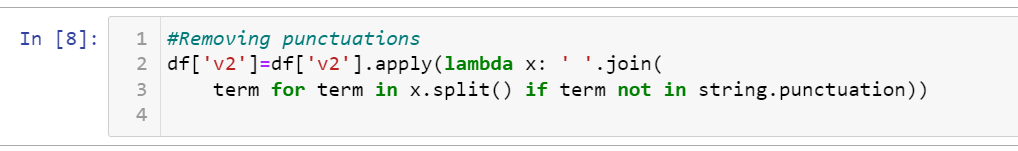 In [8]:
1 #Removing punctuations
2 df['v2']=df['v2'].apply(lambda x: ' '.join(
3     term for term in x.split() if term not in string.punctuation))
4